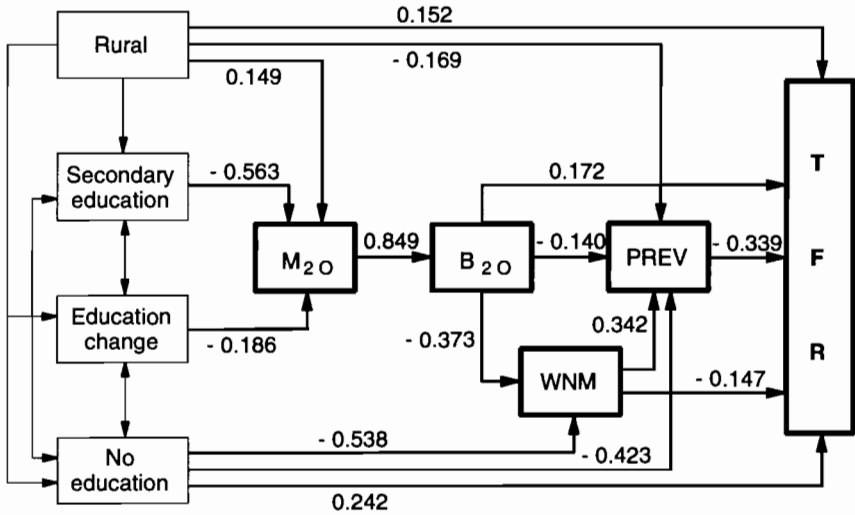 0.152
Rural
- 0.169
0.149
Secondary
education
- 0.563
0.172
T
M₂₀
0.849
B₂₀
- 0.140
PREV
- 0.339
F
Education
change
- 0.186
- 0.373
0.342
WNM
- 0.147
R
No
education
- 0.538
- 0.423
0.242